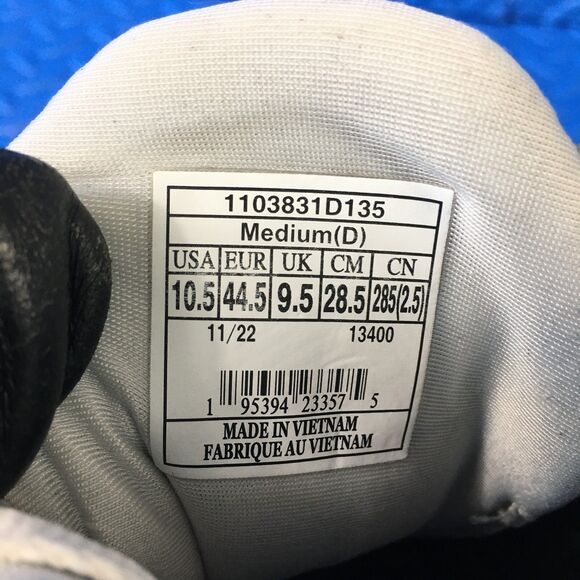 1103831D135
Medium(D)
USA EUR UK CM CN
10.5 44.5 9.5 28.5 285(2.5)
11/22 13400
1 95394 23357 5
MADE IN VIETNAM
FABRIQUE AU VIETNAM